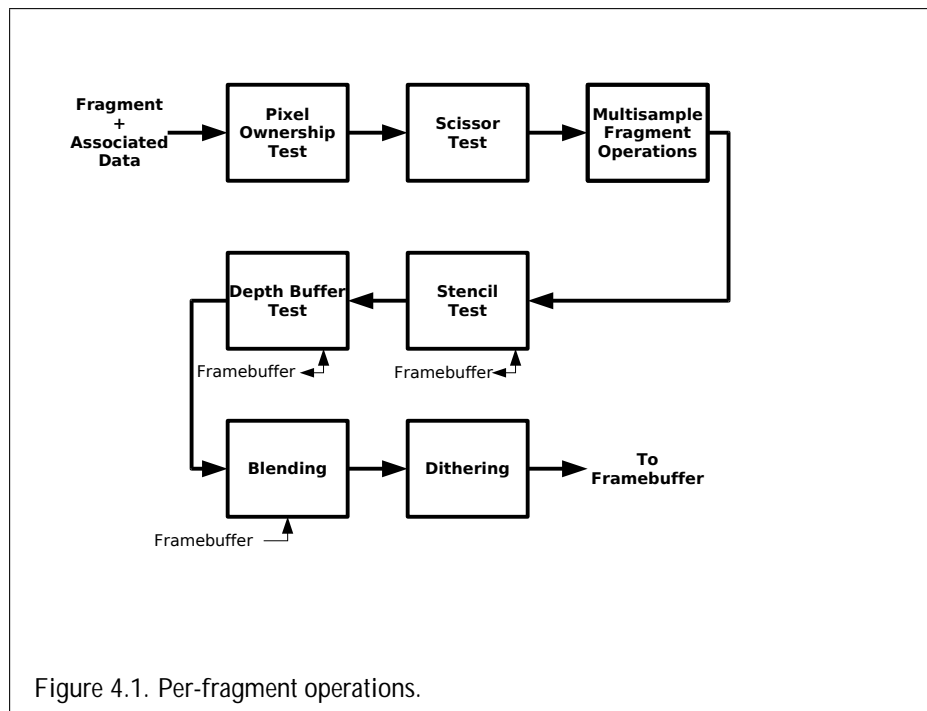 Fragment
+
Associated
Data
Pixel
Ownership
Test
Scissor
Test
Multisample
Fragment
Operations
Depth Buffer
Test
Stencil
Test
Framebuffer
Framebuffer
Blending
Dithering
To
Framebuffer
Framebuffer
Figure 4.1. Per-fragment operations.